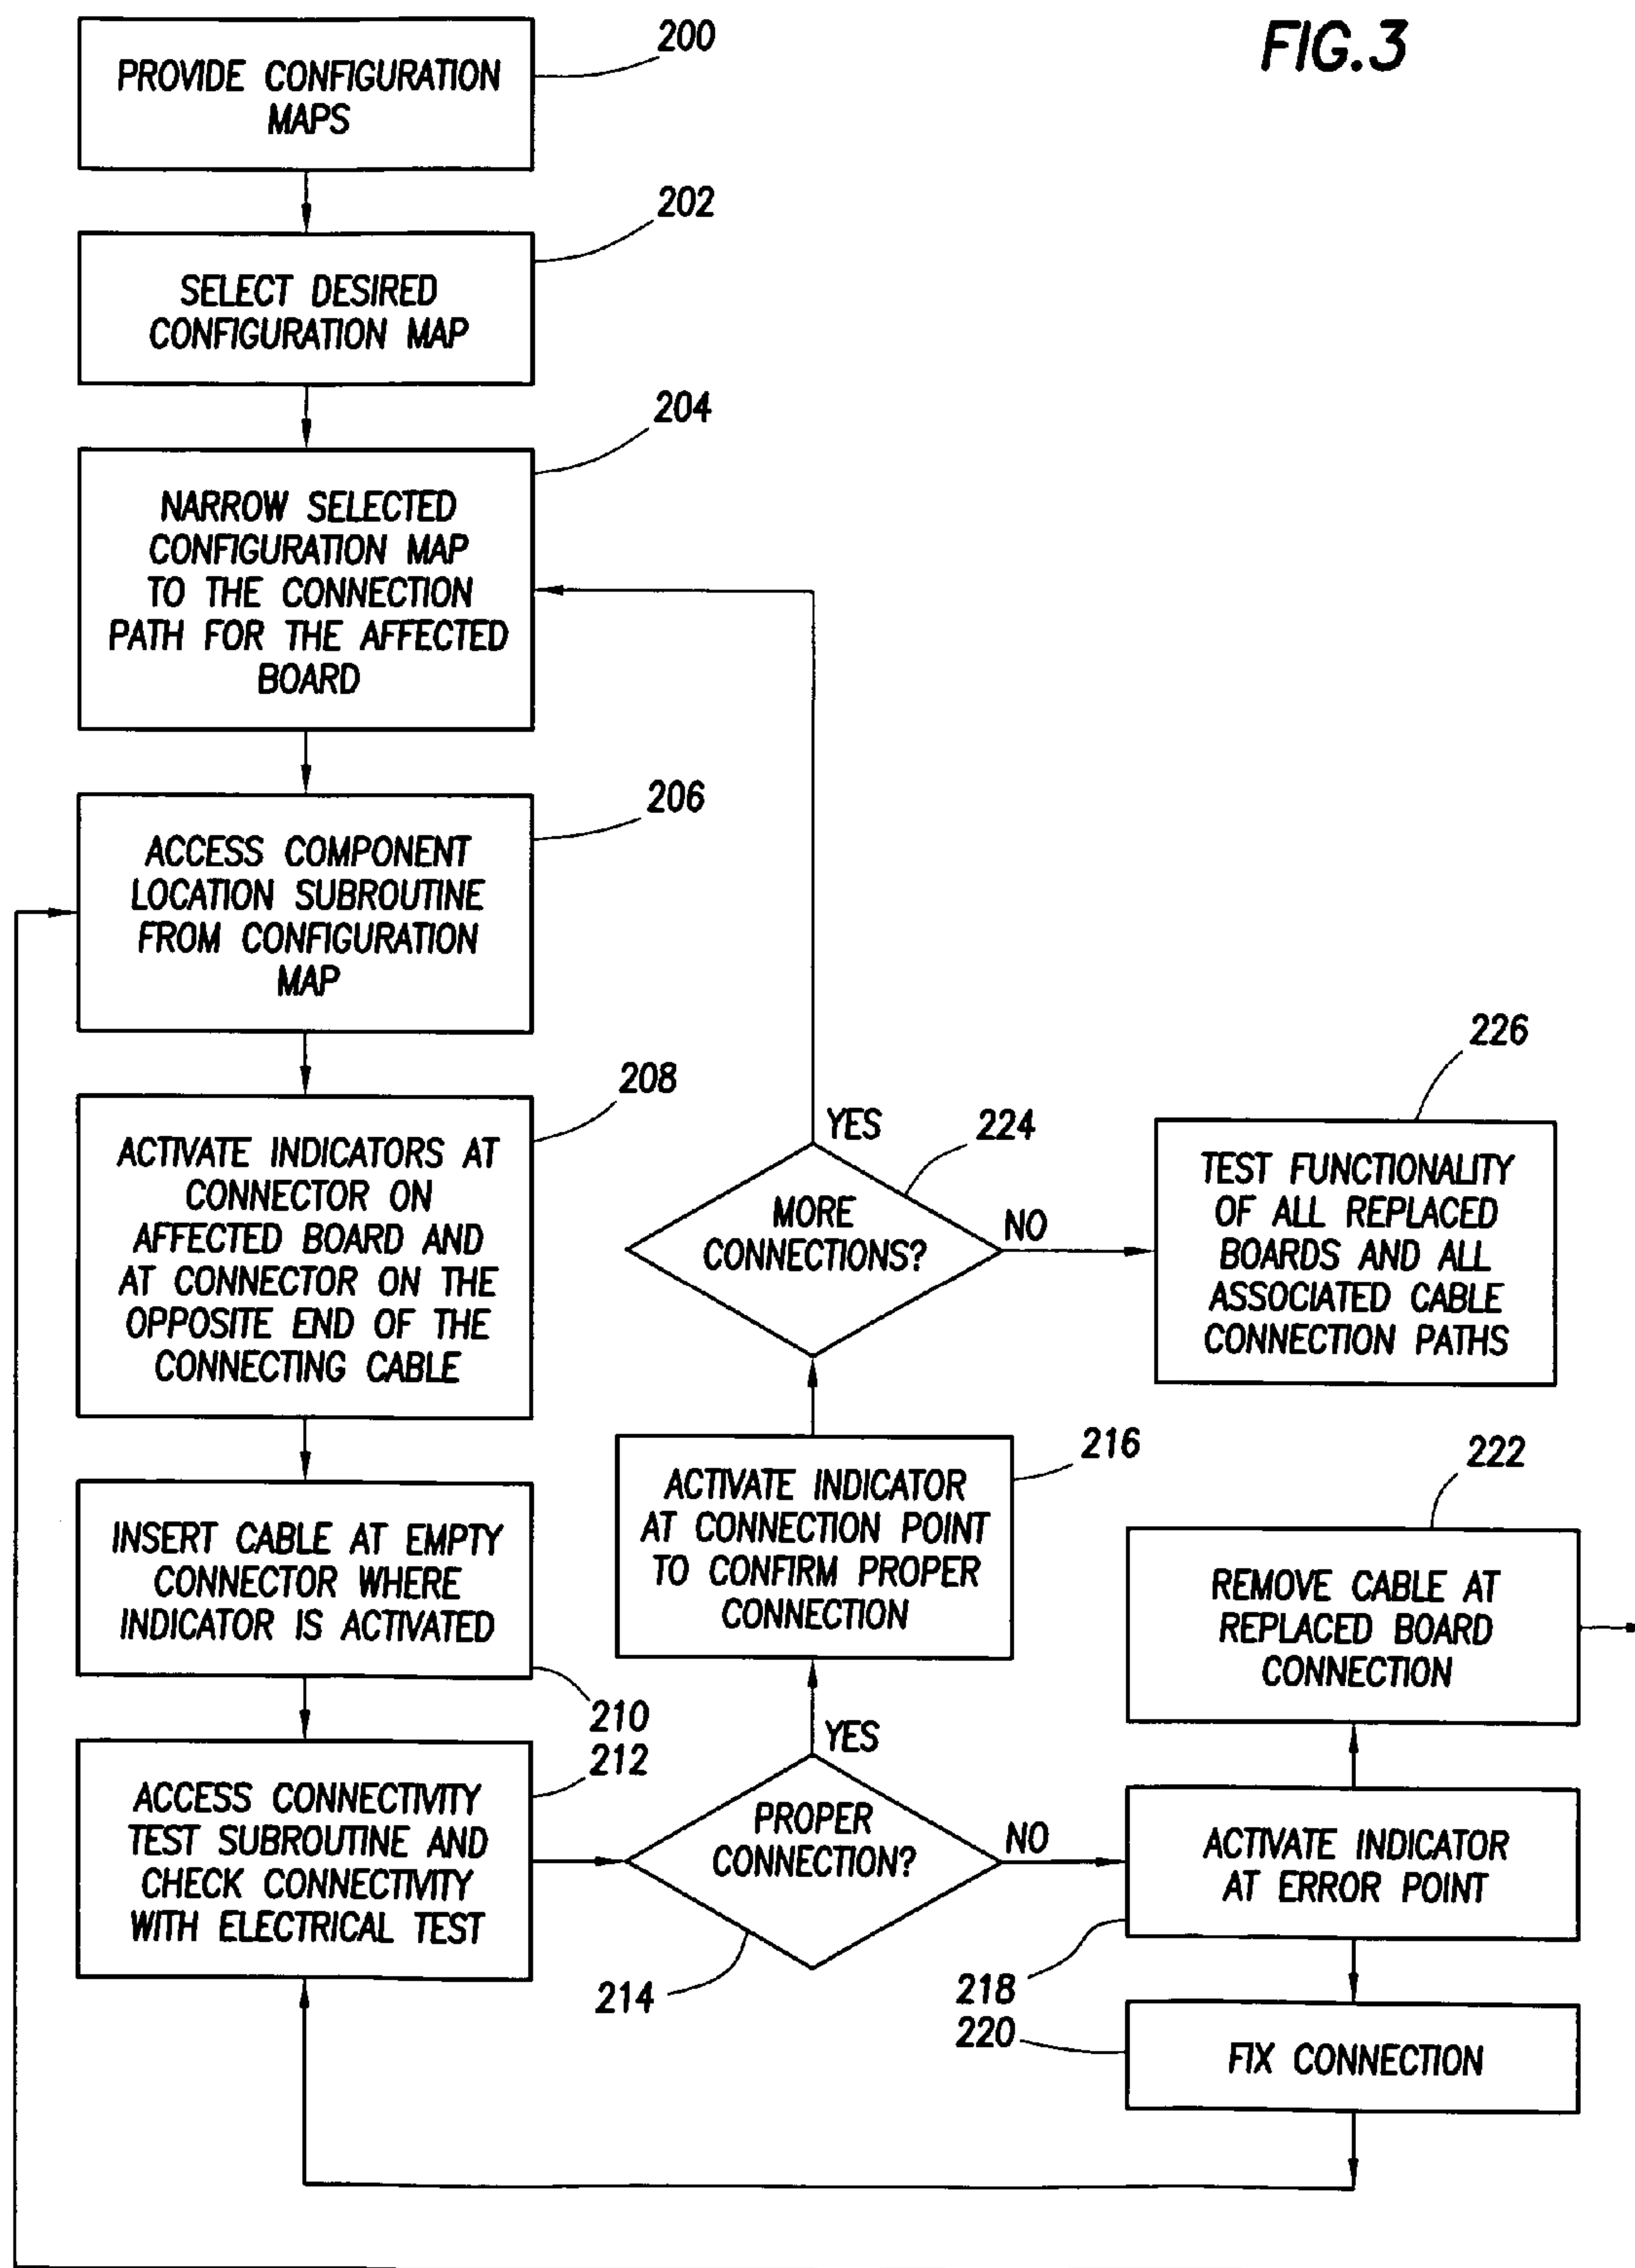 FIG.3
200
PROVIDE CONFIGURATION
MAPS
202
SELECT DESIRED
CONFIGURATION MAP
204
NARROW SELECTED
CONFIGURATION MAP
TO THE CONNECTION
PATH FOR THE AFFECTED
BOARD
206
ACCESS COMPONENT
LOCATION SUBROUTINE
FROM CONFIGURATION
MAP
208
ACTIVATE INDICATORS AT
CONNECTOR ON
AFFECTED BOARD AND
AT CONNECTOR ON THE
OPPOSITE END OF THE
CONNECTING CABLE
INSERT CABLE AT EMPTY
CONNECTOR WHERE
INDICATOR IS ACTIVATED
210
212
ACCESS CONNECTIVITY
TEST SUBROUTINE AND
CHECK CONNECTIVITY
WITH ELECTRICAL TEST
PROPER
CONNECTION?
214
YES
NO
216
ACTIVATE INDICATOR
AT CONNECTION POINT
TO CONFIRM PROPER
CONNECTION
224
MORE
CONNECTIONS?
YES
NO
226
TEST FUNCTIONALITY
OF ALL REPLACED
BOARDS AND ALL
ASSOCIATED CABLE
CONNECTION PATHS
222
REMOVE CABLE AT
REPLACED BOARD
CONNECTION
ACTIVATE INDICATOR
AT ERROR POINT
218
220
FIX CONNECTION